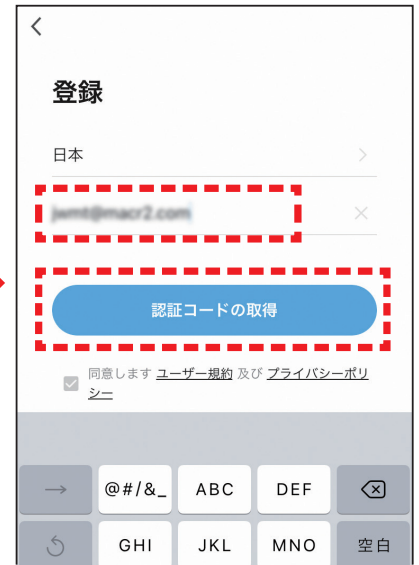 登録
日本
認証コードの取得
同意します ユーザー規約 及び プライバシーポリ
シー
→ @#/&_ ABC DEF
GHI JKL MNO 空白